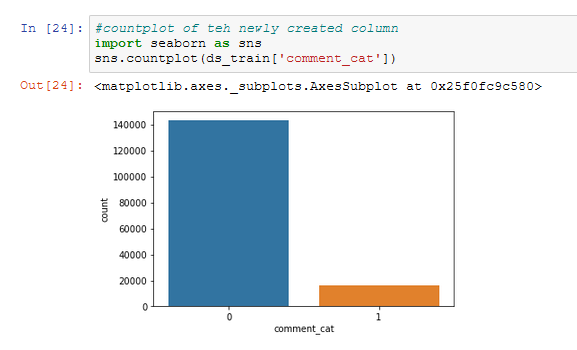 In [24]: #countplot of teh newly created column
import seaborn as sns
sns.countplot(ds_train['comment_cat'])
Out[24]: <matplotlib.axes._subplots.AxesSubplot at 0x25f0fc9c580>
140000
120000
100000
80000
60000
40000
20000
0
count
0 1
comment_cat